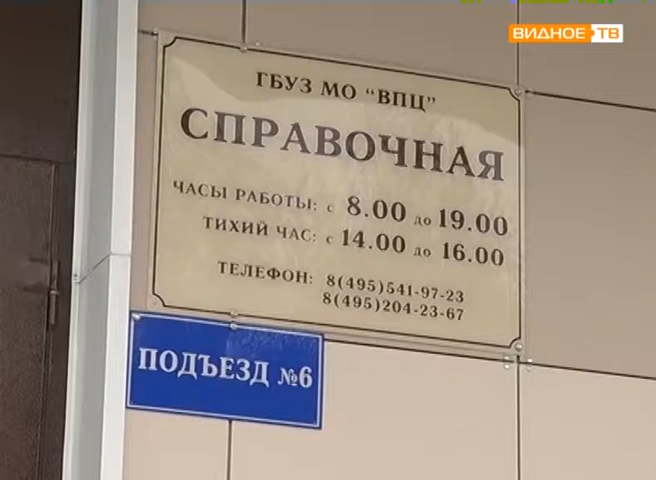 ВИДНОЕ ТВ
ГБУЗ МО "ВПЦ"
СПРАВОЧНАЯ
ЧАСЫ РАБОТЫ: с 8.00 до 19.00
ТИХИЙ ЧАС: с 14.00 до 16.00
ТЕЛЕФОН: 8(495)541-97-23
8(495)204-23-67
ПОДЪЕЗД №6